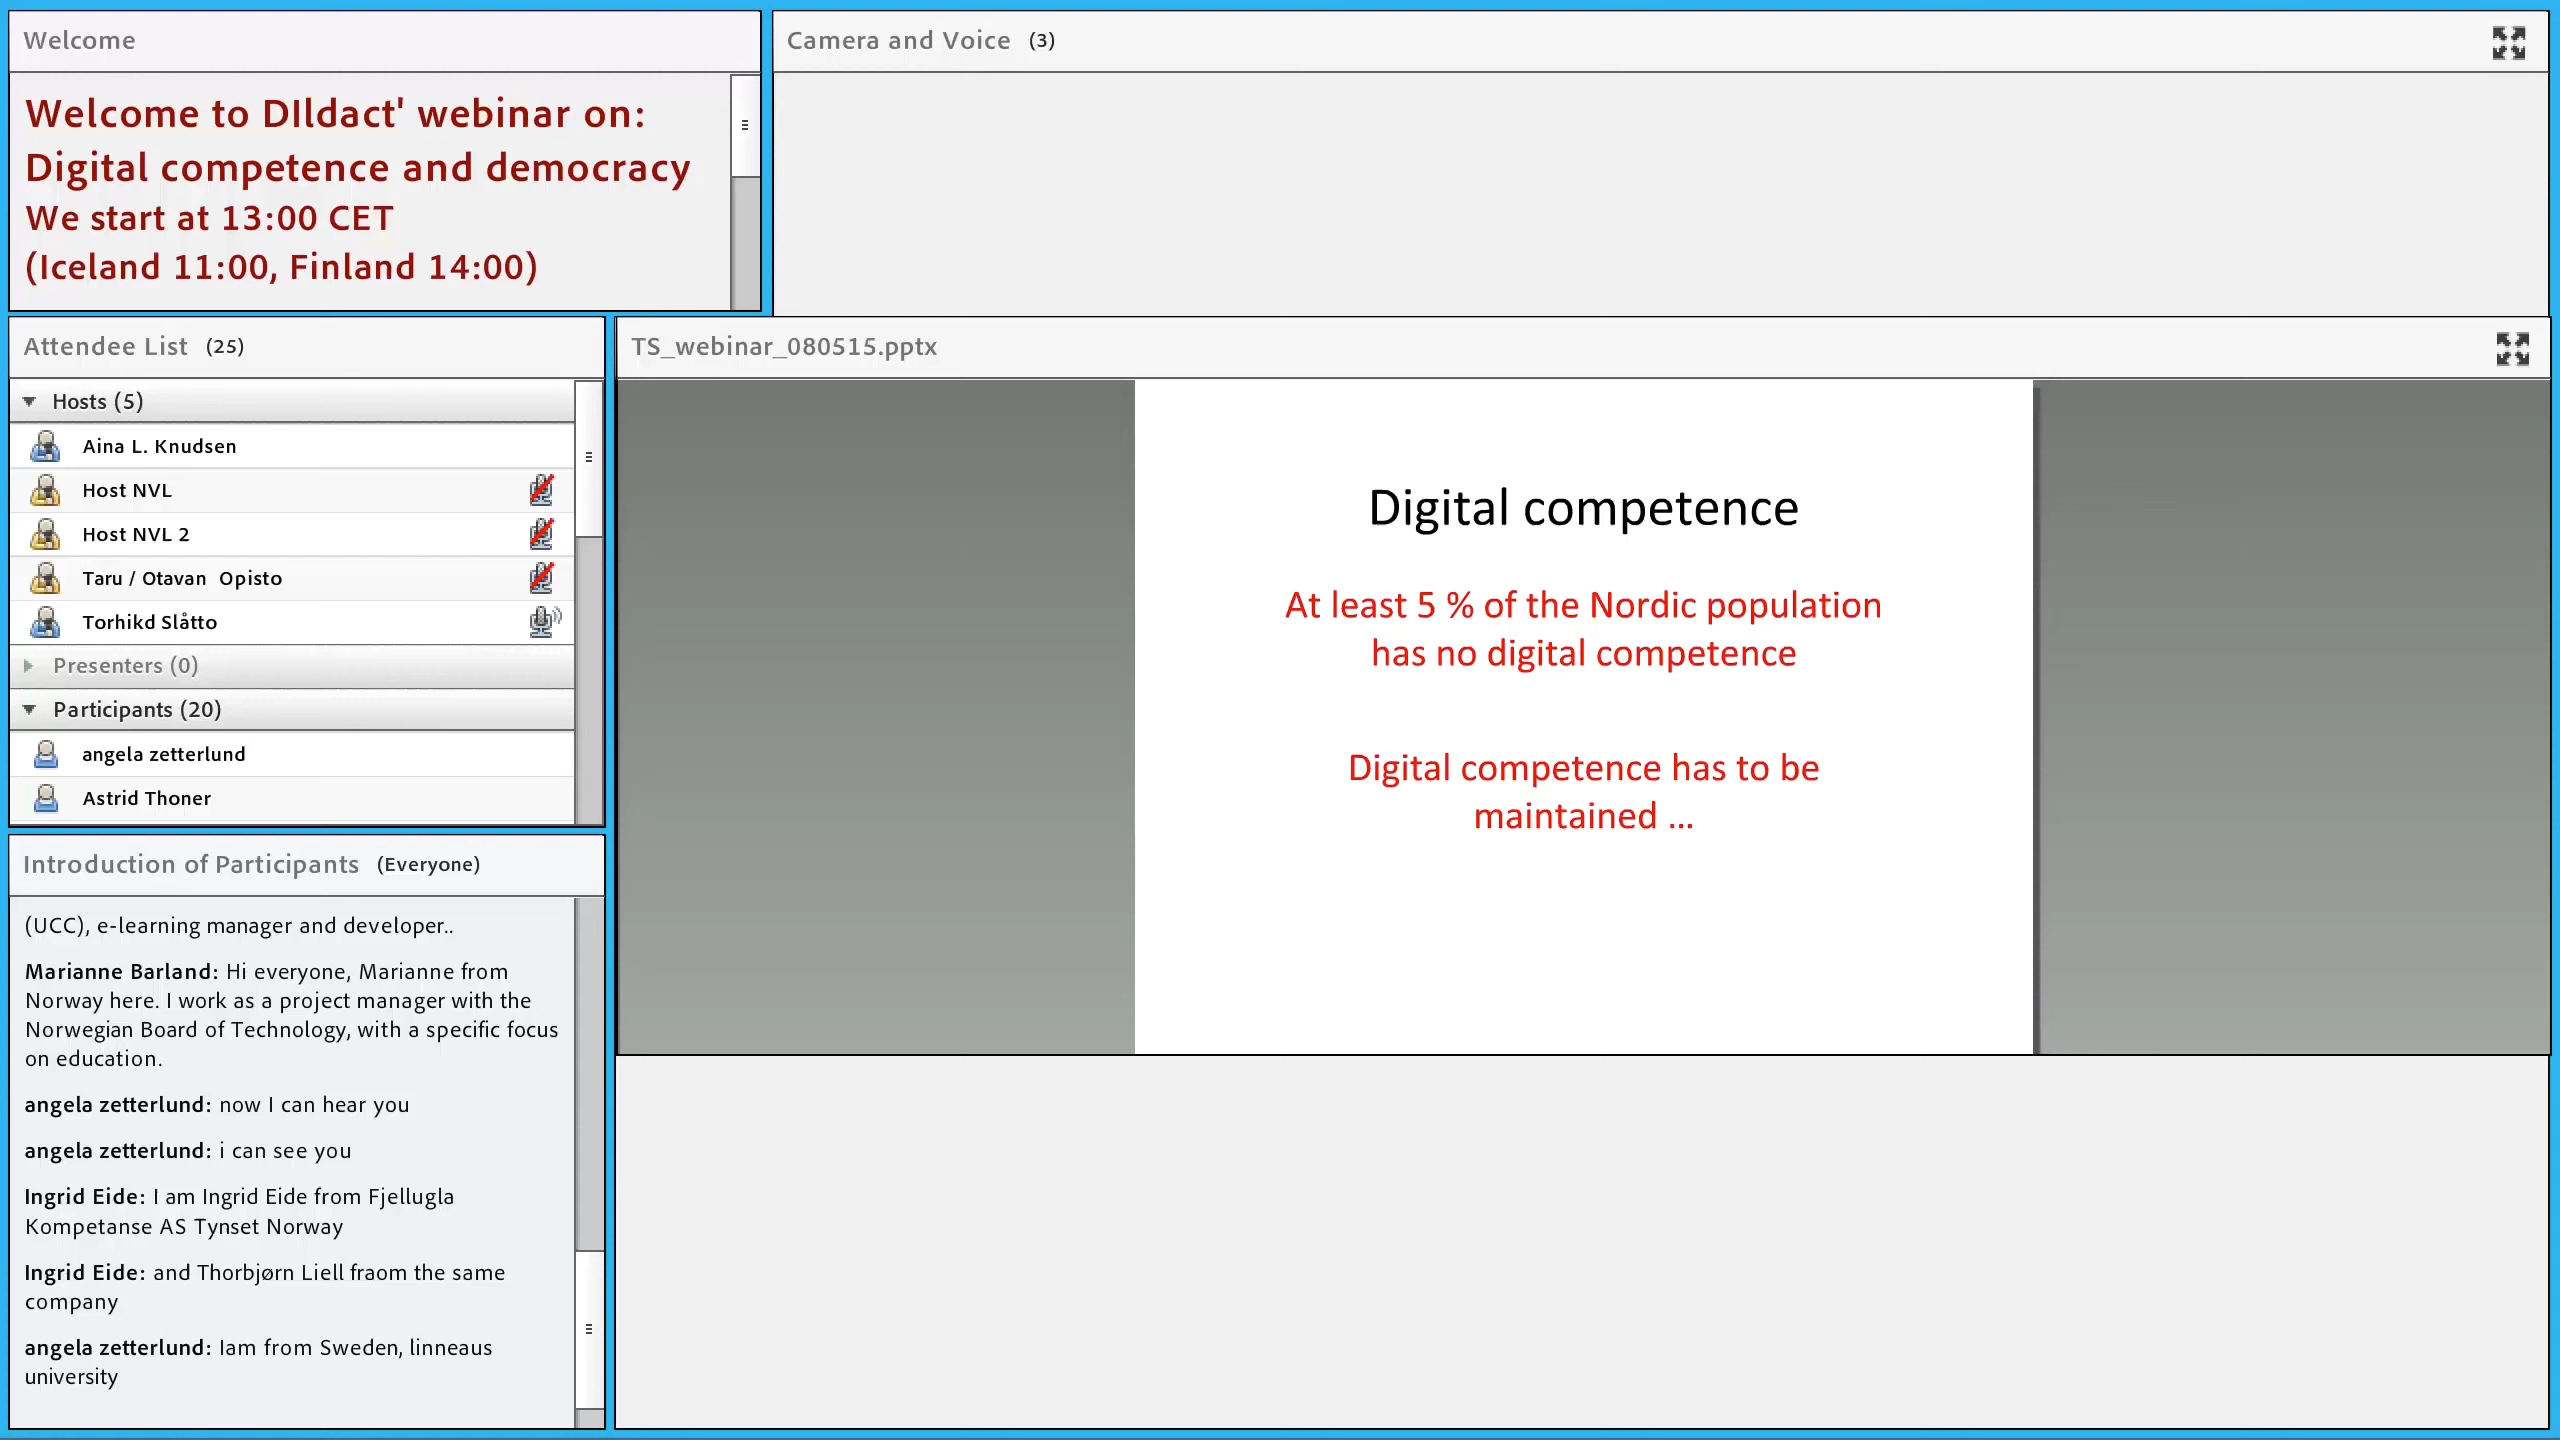 Welcome
Welcome to DIldact' webinar on:
Digital competence and democracy
We start at 13:00 CET
(Iceland 11:00, Finland 14:00)
Camera and Voice (3)
Attendee List (25)
Hosts (5)
Aina L. Knudsen
Host NVL
Host NVL 2
Taru / Otavan Opisto
Torhikd Slåtto
Presenters (0)
Participants (20)
angela zetterlund
Astrid Thoner
Introduction of Participants (Everyone)
(UCC), e-learning manager and developer..
Marianne Barland: Hi everyone, Marianne from
Norway here. I work as a project manager with the
Norwegian Board of Technology, with a specific focus
on education.
angela zetterlund: now I can hear you
angela zetterlund: i can see you
Ingrid Eide: I am Ingrid Eide from Fjellugla
Kompetanse AS Tynset Norway
Ingrid Eide: and Thorbjørn Liell fraom the same
company
angela zetterlund: Iam from Sweden, linneaus
university
TS_webinar_080515.pptx
Digital competence
At least 5 % of the Nordic population
has no digital competence
Digital competence has to be
maintained ...